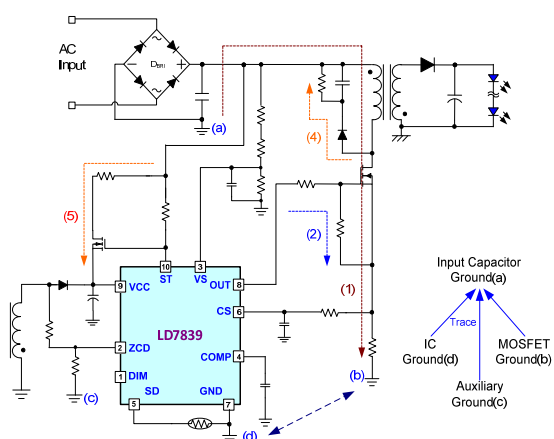 AC
Input
D_BR1
(a)
(4)
(5)
(2)
(1)
10
3
ST
VS
OUT
8
9
VCC
CS
6
LD7839
COMP
4
2
ZCD
1
DIM
SD
GND
5
7
(c)
(b)
(d)
Input Capacitor
Ground(a)
Trace
IC
Ground(d)
MOSFET
Ground(b)
Auxiliary
Ground(c)